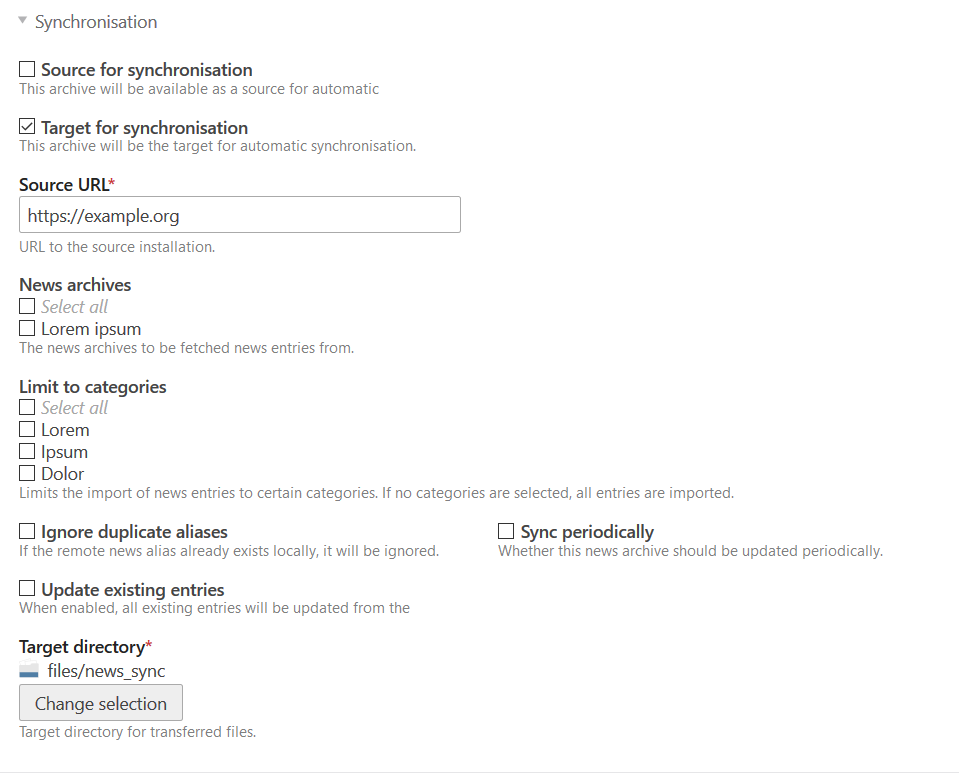 Synchronisation
Source for synchronisation
This archive will be available as a source for automatic
Target for synchronisation
This archive will be the target for automatic synchronisation.
Source URL*
https://example.org
URL to the source installation.
News archives
Select all
Lorem ipsum
The news archives to be fetched news entries from.
Limit to categories
Select all
Lorem
Ipsum
Dolor
Limits the import of news entries to certain categories. If no categories are selected, all entries are imported.
Ignore duplicate aliases
If the remote news alias already exists locally, it will be ignored.
Sync periodically
Whether this news archive should be updated periodically.
Update existing entries
When enabled, all existing entries will be updated from the
Target directory*
files/news_sync
Change selection
Target directory for transferred files.